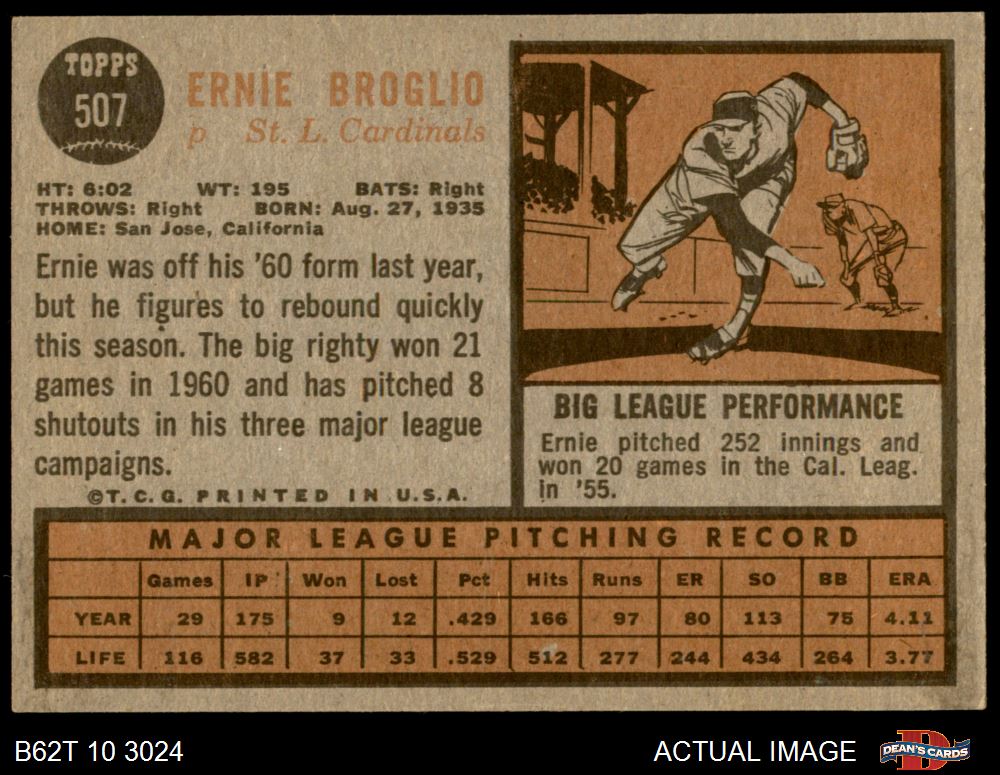 TOPPS
507
ERNIE BROGLIO
p St. L. Cardinals
HT: 6:02 WT: 195 BATS: Right
THROWS: Right BORN: Aug. 27, 1935
HOME: San Jose, California
Ernie was off his '60 form last year,
but he figures to rebound quickly
this season. The big righty won 21
games in 1960 and has pitched 8
shutouts in his three major league
campaigns.
©T.C.G. PRINTED IN U.S.A.
BIG LEAGUE PERFORMANCE
Ernie pitched 252 innings and
won 20 games in the Cal. Leag.
in '55.
MAJOR LEAGUE PITCHING RECORD
Games IP Won Lost Pct Hits Runs ER SO BB ERA
YEAR 29 175 9 12 .429 166 97 80 113 75 4.11
LIFE 116 582 37 33 .529 512 277 244 434 264 3.77
B62T 10 3024 ACTUAL IMAGE DEAN'S CARDS